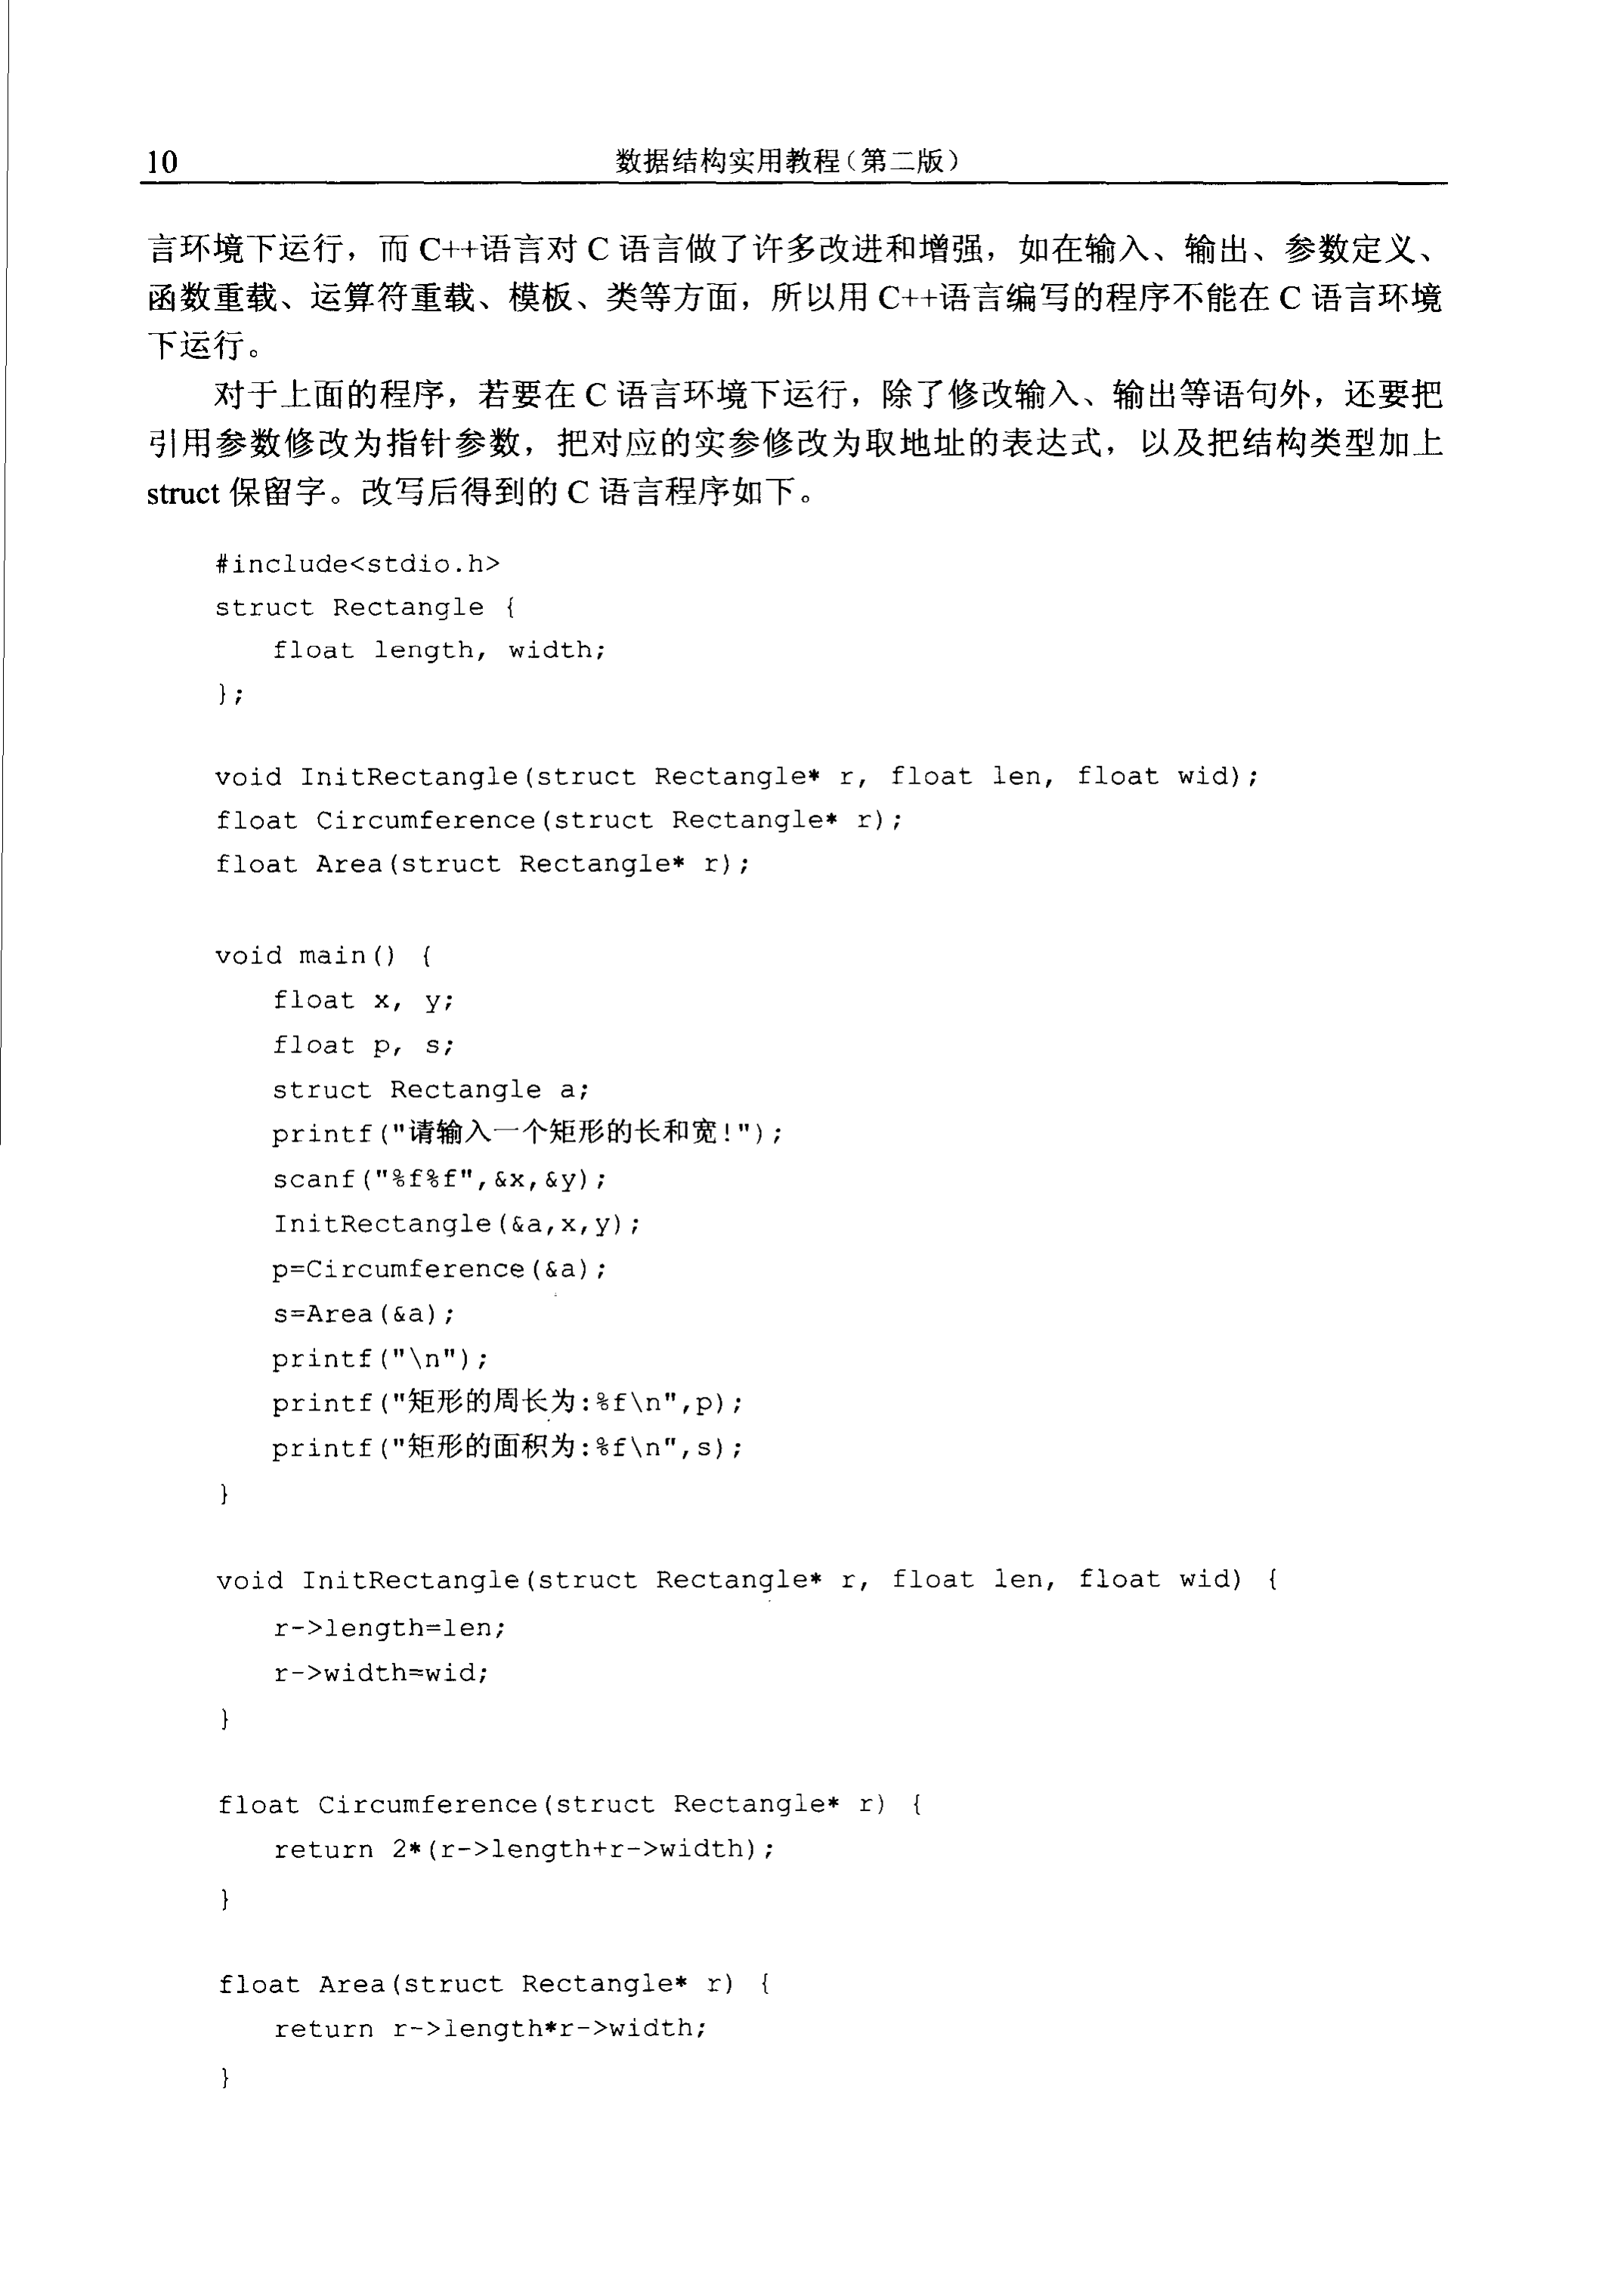 10 数据结构实用教程（第二版）
言环境下运行，而 C++语言对 C 语言做了许多改进和增强，如在输入、输出、参数定义、
函数重载、运算符重载、模板、类等方面，所以用 C++语言编写的程序不能在 C 语言环境
下运行。
对于上面的程序，若要在 C 语言环境下运行，除了修改输入、输出等语句外，还要把
引用参数修改为指针参数，把对应的实参修改为取地址的表达式，以及把结构类型加上
struct 保留字。改写后得到的 C 语言程序如下。
#include<stdio.h>
struct Rectangle {
float length, width;
};
void InitRectangle(struct Rectangle* r, float len, float wid);
float Circumference(struct Rectangle* r);
float Area(struct Rectangle* r);
void main() {
float x, y;
float p, s;
struct Rectangle a;
printf("请输入一个矩形的长和宽!");
scanf("%f%f",&x,&y);
InitRectangle(&a,x,y);
p=Circumference(&a);
s=Area(&a);
printf("\n");
printf("矩形的周长为:%f\n",p);
printf("矩形的面积为:%f\n",s);
}
void InitRectangle(struct Rectangle* r, float len, float wid) {
r->length=len;
r->width=wid;
}
float Circumference(struct Rectangle* r) {
return 2*(r->length+r->width);
}
float Area(struct Rectangle* r) {
return r->length*r->width;
}